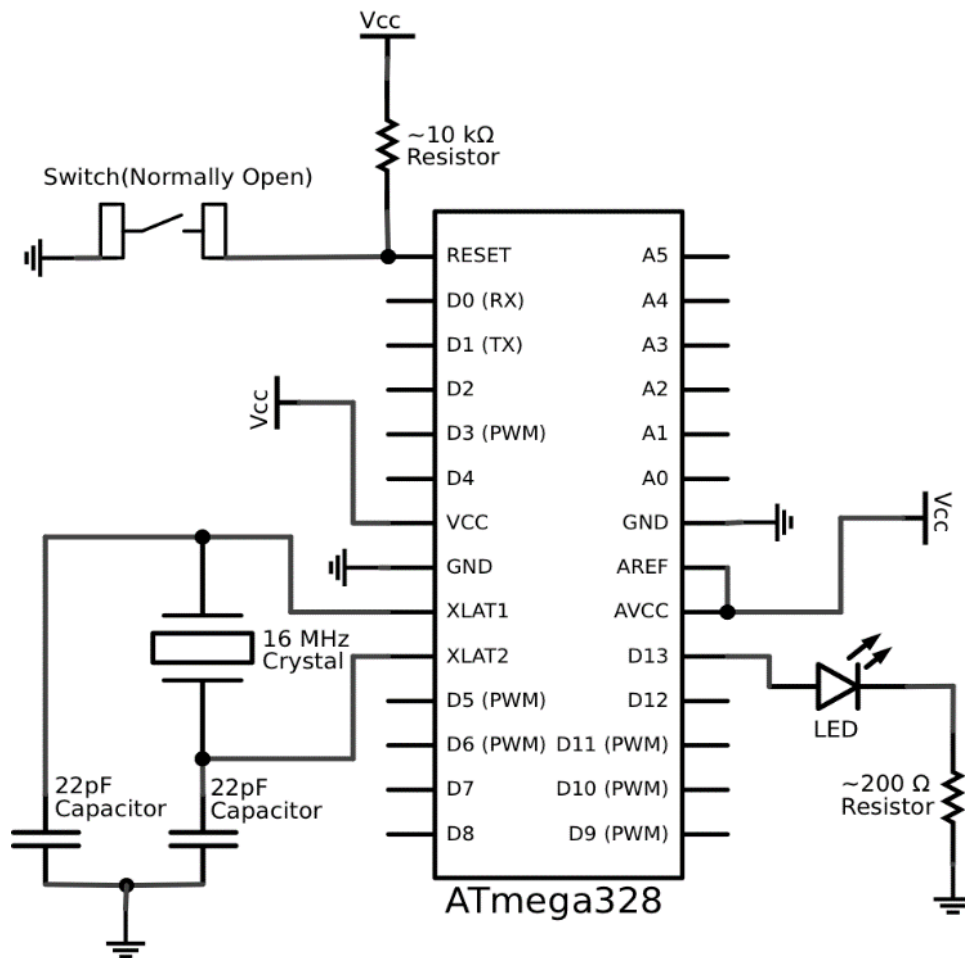 Vcc
~10 kΩ
Resistor
Switch(Normally Open)
RESET
A5
D0 (RX)
A4
D1 (TX)
A3
D2
A2
D3 (PWM)
A1
D4
A0
Vcc
VCC
GND
Vcc
GND
AREF
XLAT1
AVCC
16 MHz
Crystal
XLAT2
D13
D5 (PWM)
D12
LED
D6 (PWM)
D11 (PWM)
22pF
Capacitor
22pF
Capacitor
D7
D10 (PWM)
~200 Ω
Resistor
D8
D9 (PWM)
ATmega328